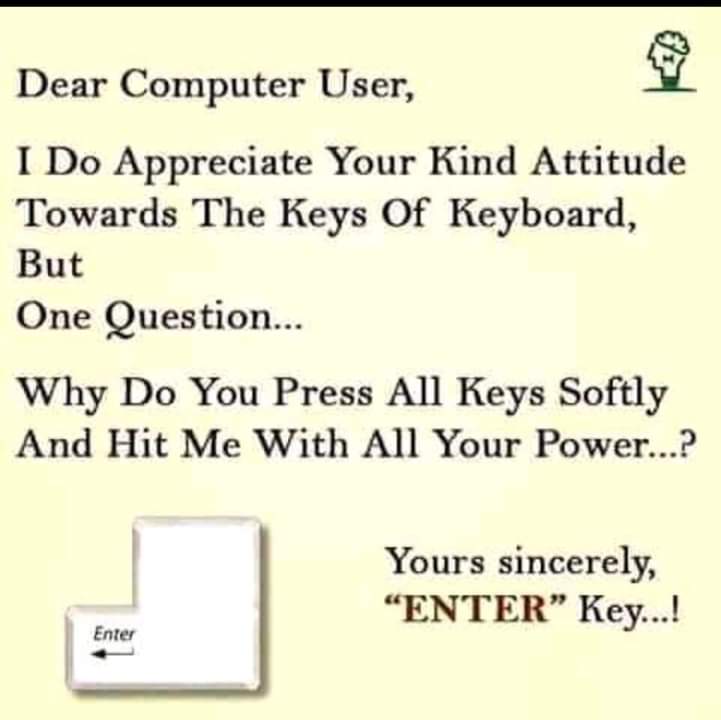 Dear Computer User,
I Do Appreciate Your Kind Attitude
Towards The Keys Of Keyboard,
But
One Question...
Why Do You Press All Keys Softly
And Hit Me With All Your Power...?
Yours sincerely,
“ENTER” Key...!
Enter